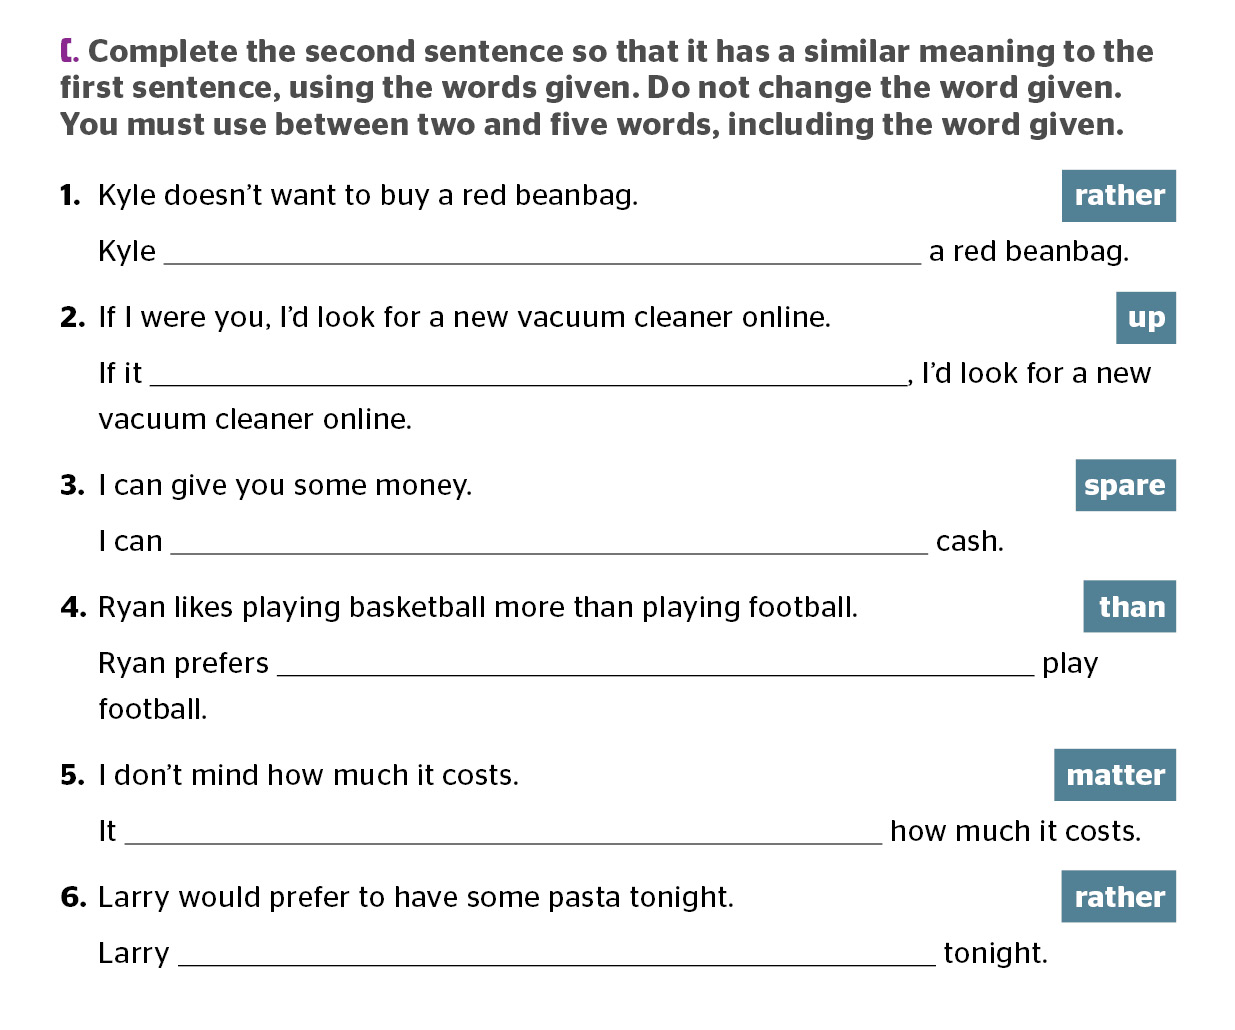 C. Complete the second sentence so that it has a similar meaning to the
first sentence, using the words given. Do not change the word given.
You must use between two and five words, including the word given.
1. Kyle doesn't want to buy a red beanbag. rather
Kyle ______ a red beanbag.
2. If I were you, I'd look for a new vacuum cleaner online. up
If it ______, I'd look for a new
vacuum cleaner online.
3. I can give you some money. spare
I can ______ cash.
4. Ryan likes playing basketball more than playing football. than
Ryan prefers ______ play
football.
5. I don't mind how much it costs. matter
It ______ how much it costs.
6. Larry would prefer to have some pasta tonight. rather
Larry ______ tonight.